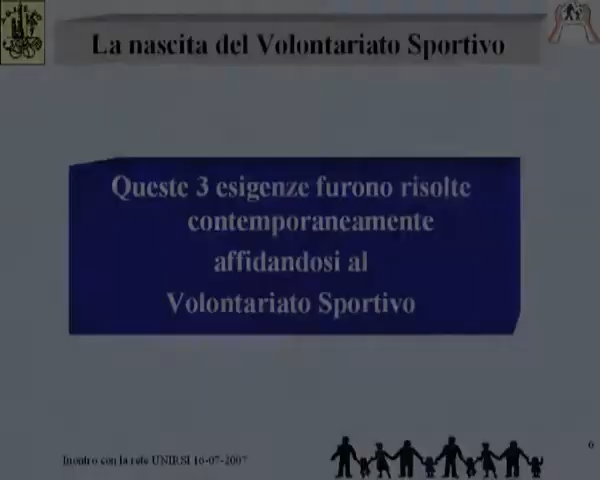 La nascita del Volontariato Sportivo
Queste 3 esigenze furono risolte
contemporaneamente
affidandosi al
Volontariato Sportivo
Inontro con la rete UNIRSI 16-07-2007
6